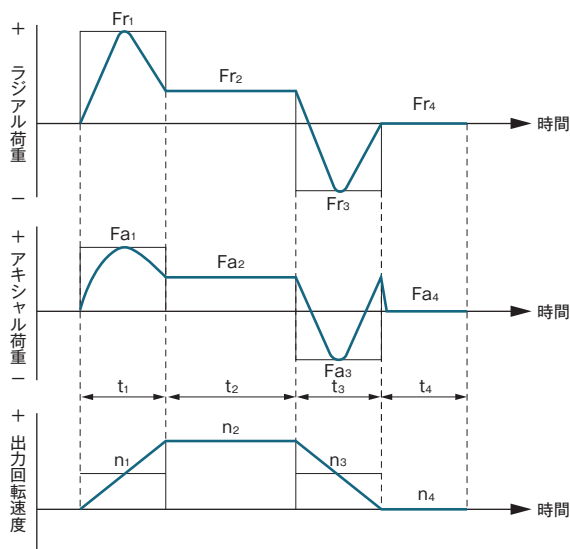 +
ラジアル荷重
−
Fr1
Fr2
Fr3
Fr4
時間
+
アキシャル荷重
−
Fa1
Fa2
Fa3
Fa4
時間
t1
t2
t3
t4
+
出力回転速度
n1
n2
n3
n4
時間